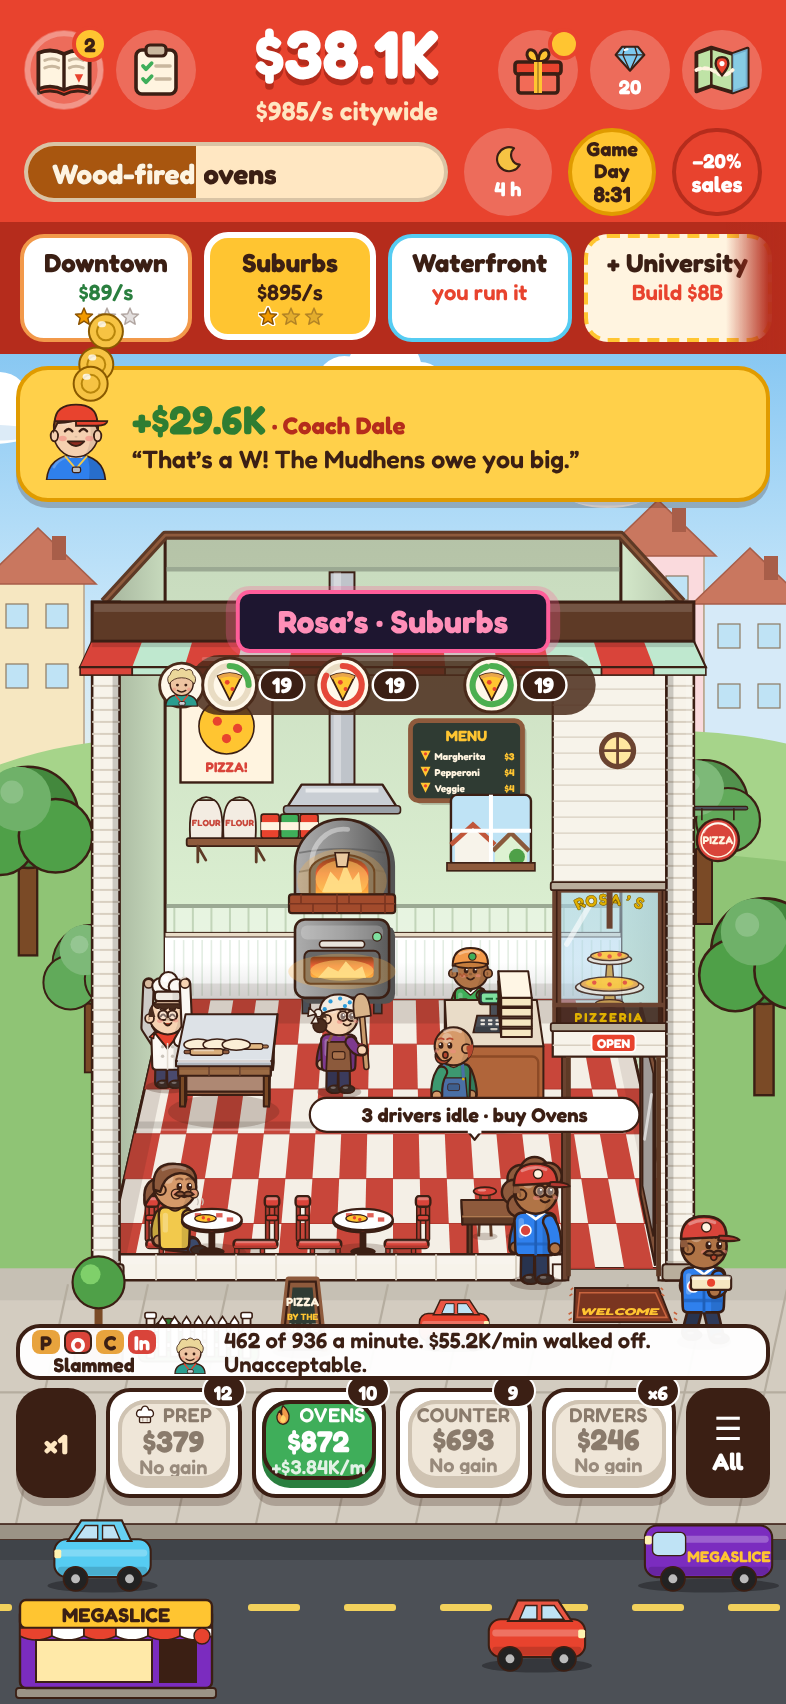 2
$38.1K
$985/s citywide
20
Wood-fired ovens
4 h
Game
Day
8:31
-20%
sales
Downtown
$89/s
Suburbs
$895/s
Waterfront
you run it
+ University
Build $8B
+$29.6K · Coach Dale
“That’s a W! The Mudhens owe you big.”
Rosa’s · Suburbs
19
19
19
PIZZA!
MENU
Margherita $3
Pepperoni $4
Veggie $4
FLOUR
FLOUR
PIZZA
ROSA'S
PIZZERIA
OPEN
3 drivers idle · buy Ovens
PIZZA
BY THE
WELCOME
P O C In
Slammed
462 of 936 a minute. $55.2K/min walked off.
Unacceptable.
x1
12
PREP
$379
No gain
10
OVENS
$872
+$3.84K/m
9
COUNTER
$693
No gain
x6
DRIVERS
$246
No gain
All
MEGASLICE
MEGASLICE